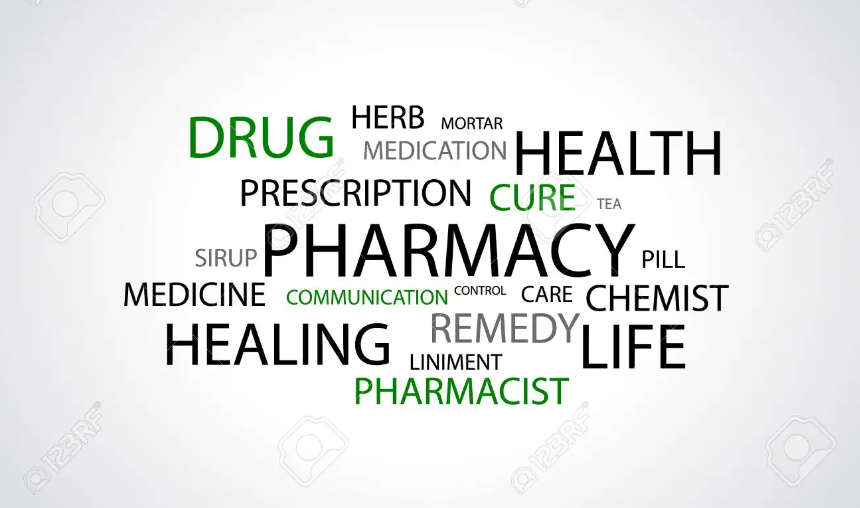 DRUG HERB MORTAR
MEDICATION HEALTH
PRESCRIPTION CURE TEA
SIRUP PHARMACY PILL
MEDICINE COMMUNICATION CONTROL CARE CHEMIST
HEALING REMEDY LIFE
LINIMENT
PHARMACIST
123RF
123RF
123RF
123RF
123RF
123RF